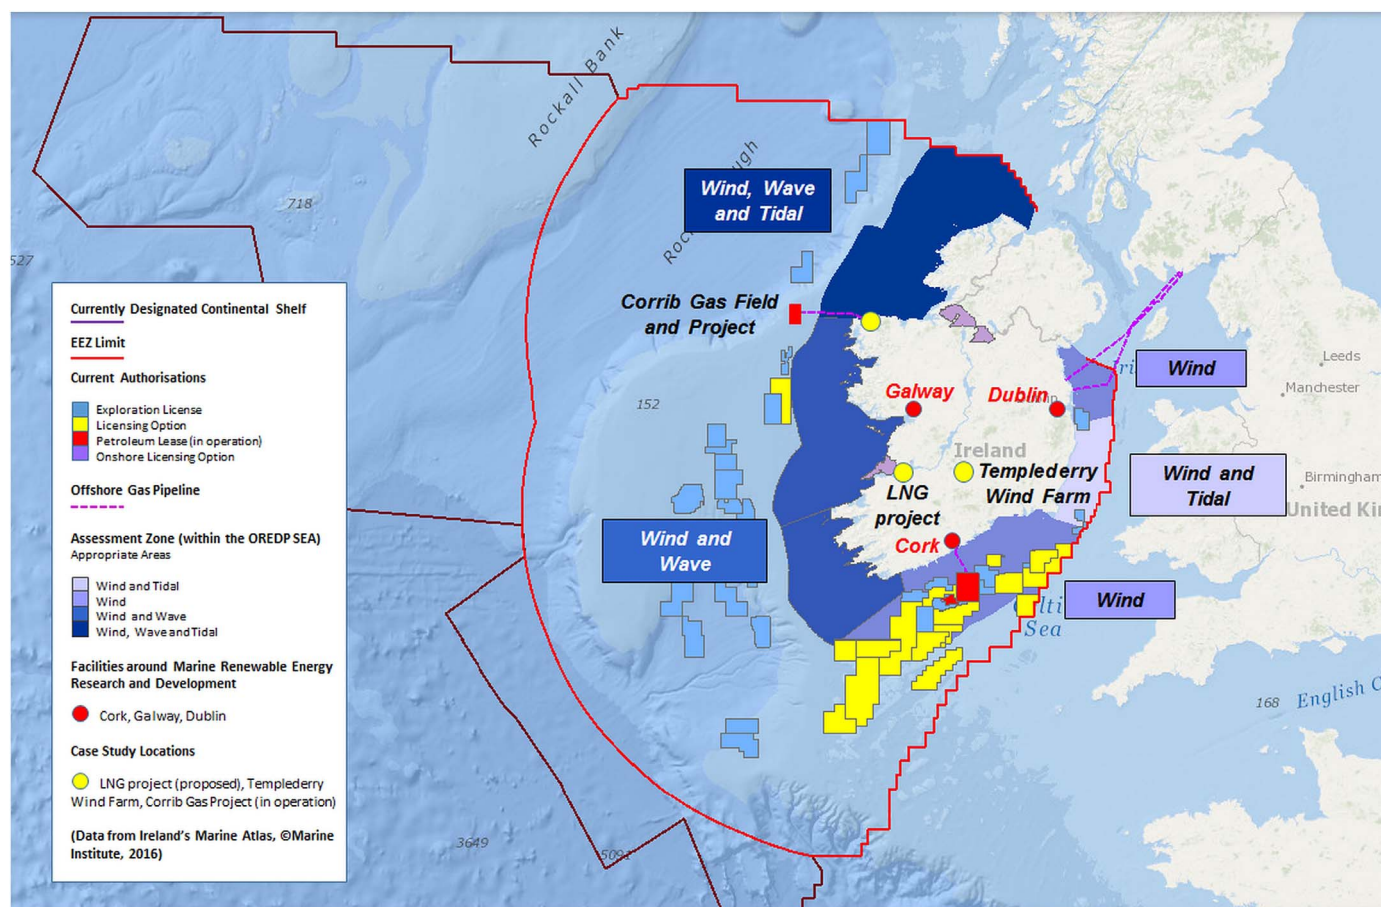 Rockall Bank
718
527
Wind, Wave
and Tidal
Corrib Gas Field
and Project
152
Wind and
Wave
Galway
Dublin
Ireland
LNG
project
Templederry
Wind Farm
Cork
Wind
Wind and
Tidal
Wind
Sea
Leeds
Manchester
Birmingham
168
3649
5091
Currently Designated Continental Shelf
EEZ Limit
Current Authorisations
Exploration License
Licensing Option
Petroleum Lease (in operation)
Onshore Licensing Option
Offshore Gas Pipeline
Assessment Zone (within the OREDP SEA)
Appropriate Areas
Wind and Tidal
Wind
Wind and Wave
Wind, Wave and Tidal
Facilities around Marine Renewable Energy
Research and Development
Cork, Galway, Dublin
Case Study Locations
LNG project (proposed), Templederry
Wind Farm, Corrib Gas Project (in operation)
(Data from Ireland's Marine Atlas, ©Marine
Institute, 2016)